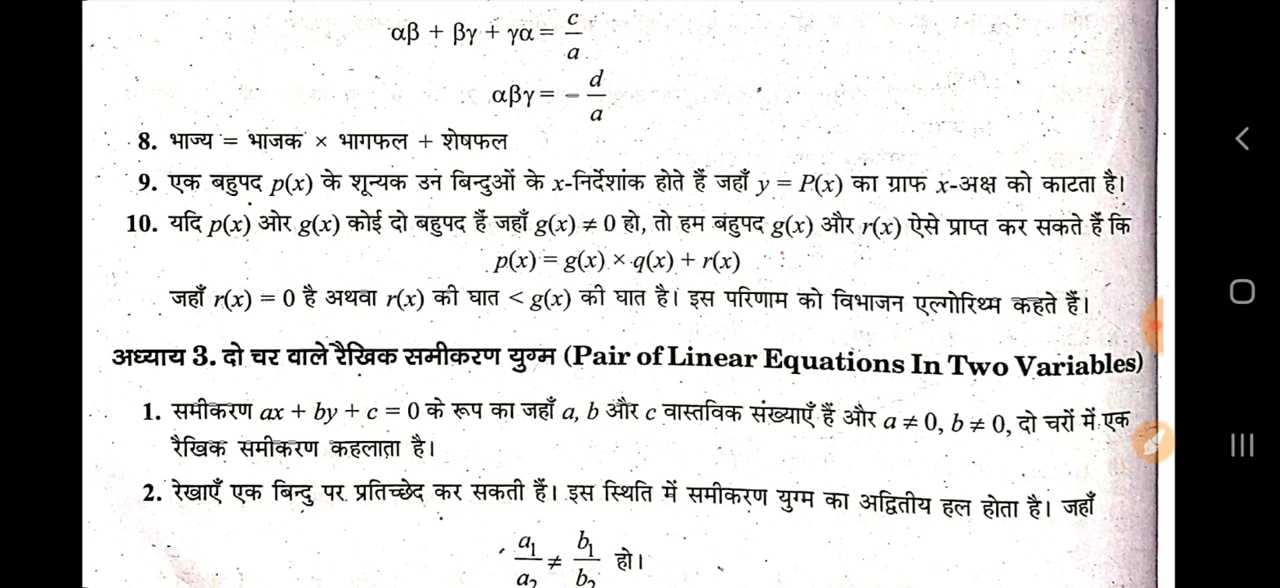 αβ + βγ + γα = c/a
αβγ = – d/a
8. भाज्य = भाजक × भागफल + शेषफल
9. एक बहुपद p(x) के शून्यक उन बिन्दुओं के x-निर्देशांक होते हैं जहाँ y = P(x) का ग्राफ x-अक्ष को काटता है।
10. यदि p(x) ओर g(x) कोई दो बहुपद हैं जहाँ g(x) ≠ 0 हो, तो हम बहुपद g(x) और r(x) ऐसे प्राप्त कर सकते हैं कि
p(x) = g(x) × q(x) + r(x)
जहाँ r(x) = 0 है अथवा r(x) की घात < g(x) की घात है। इस परिणाम को विभाजन एल्गोरिथ्म कहते हैं।
अध्याय 3. दो चर वाले रैखिक समीकरण युग्म (Pair of Linear Equations In Two Variables)
1. समीकरण ax + by + c = 0 के रूप का जहाँ a, b और c वास्तविक संख्याएँ हैं और a ≠ 0, b ≠ 0, दो चरों में एक
रैखिक समीकरण कहलाता है।
2. रेखाएँ एक बिन्दु पर प्रतिच्छेद कर सकती हैं। इस स्थिति में समीकरण युग्म का अद्वितीय हल होता है। जहाँ
a₁/a₂ ≠ b₁/b₂ हो।